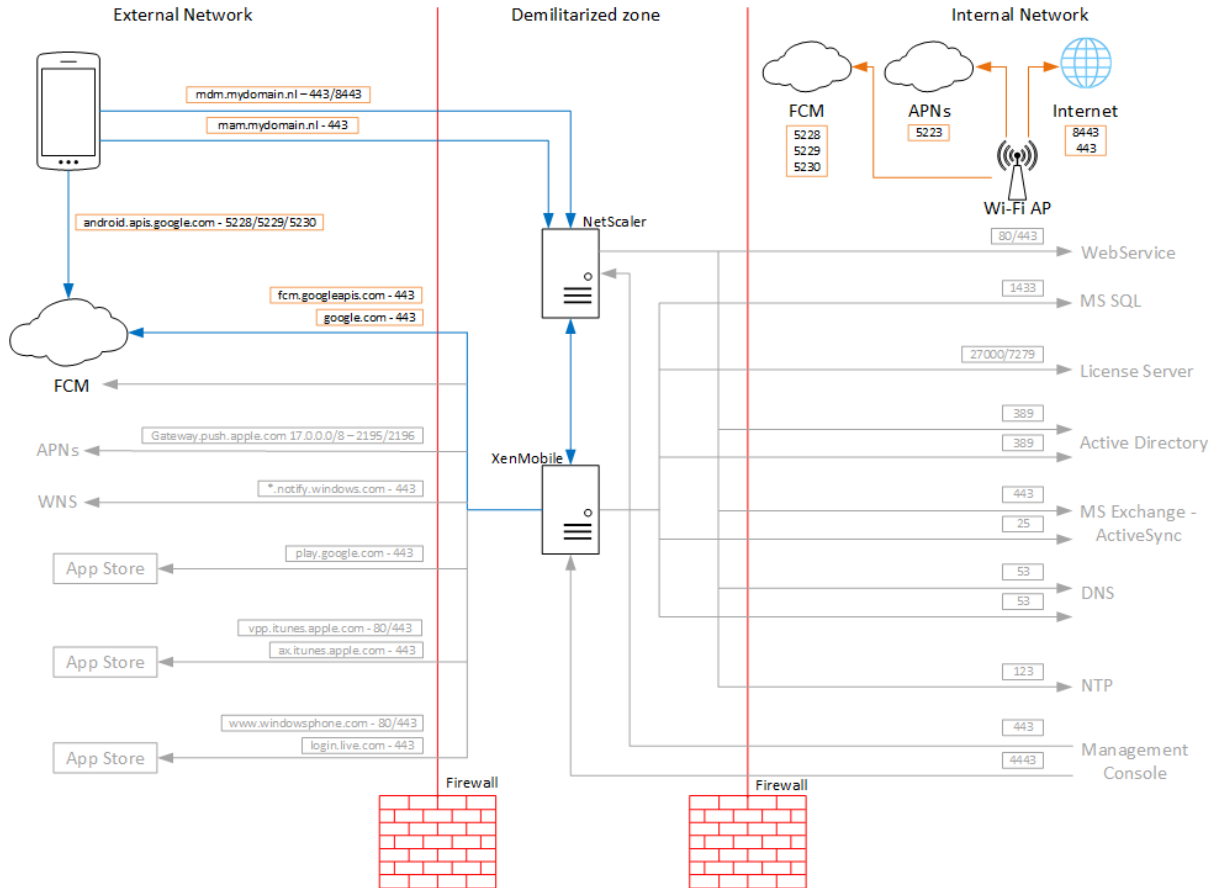 External Network
Demilitarized zone
Internal Network
mdm.mydomain.nl – 443/8443
mam.mydomain.nl - 443
android.apis.google.com - 5228/5229/5230
fcm.googleapis.com - 443
google.com - 443
FCM
Gateway.push.apple.com 17.0.0.0/8 – 2195/2196
APNs
*.notify.windows.com - 443
WNS
play.google.com - 443
App Store
vpp.itunes.apple.com - 80/443
ax.itunes.apple.com - 443
App Store
www.windowsphone.com - 80/443
login.live.com - 443
App Store
Firewall
NetScaler
XenMobile
Firewall
FCM
5228
5229
5230
APNs
5223
Internet
8443
443
Wi-Fi AP
80/443
WebService
1433
MS SQL
27000/7279
License Server
389
389
Active Directory
443
25
MS Exchange -
ActiveSync
53
53
DNS
123
NTP
443
4443
Management
Console